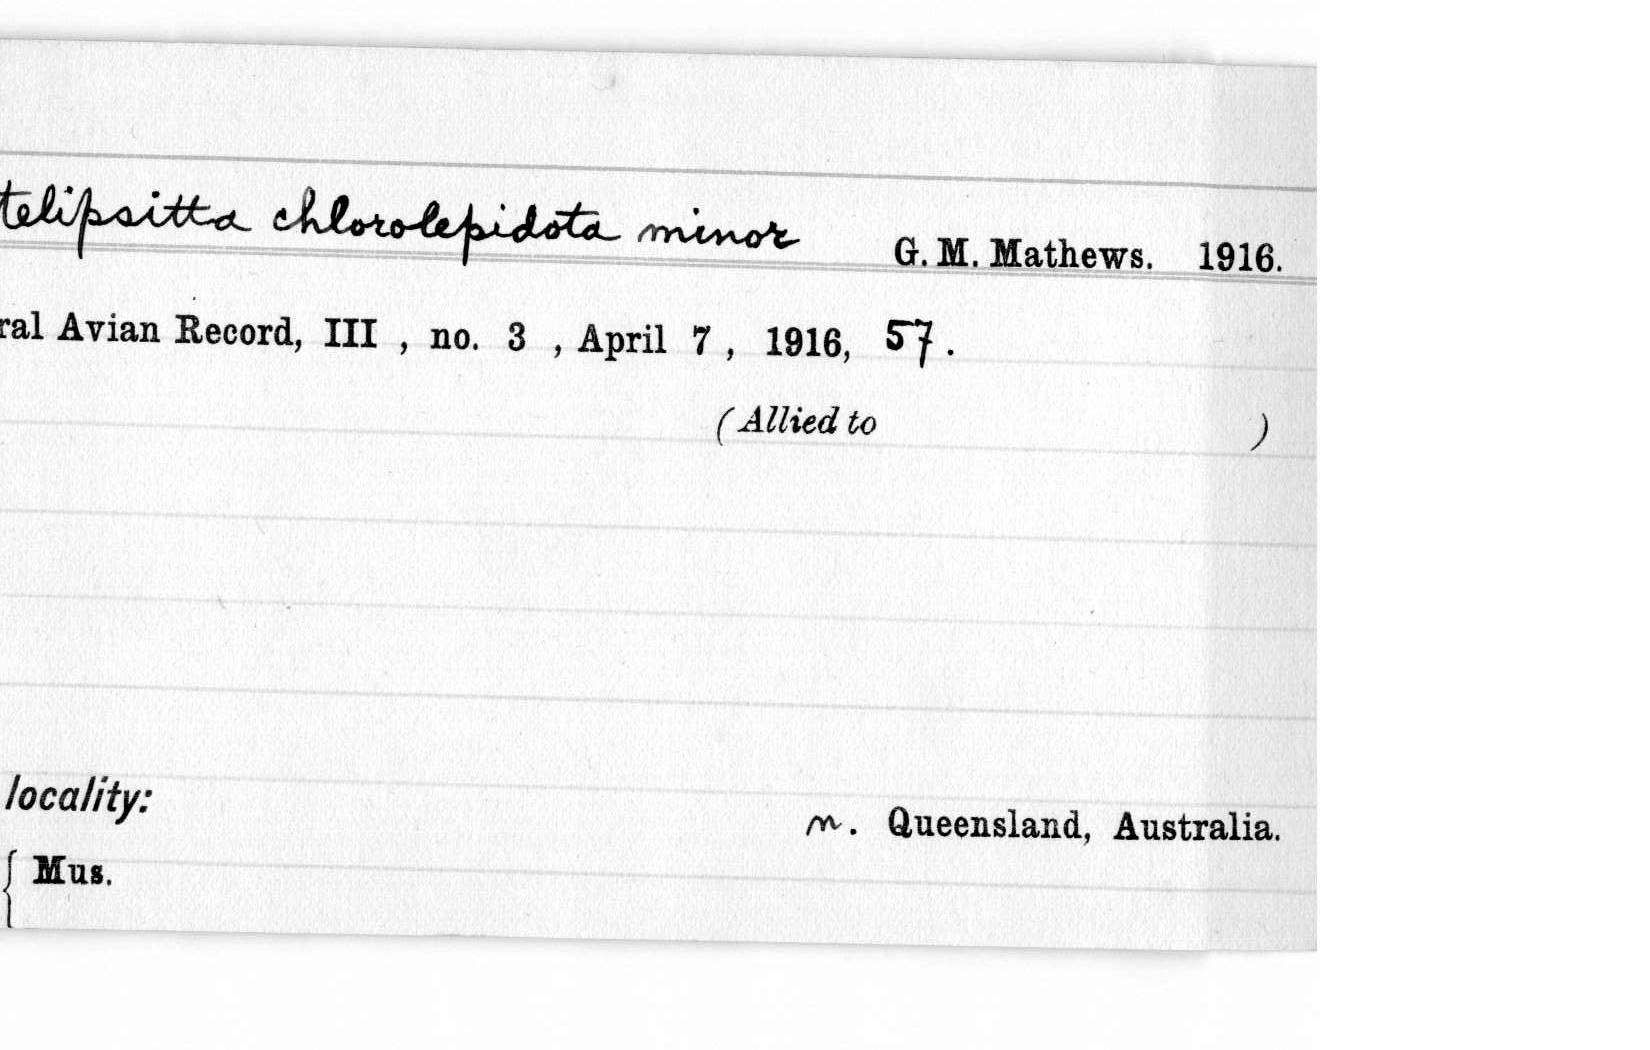 telipsitta chlorolepidota minor G. M. Mathews. 1916.
ral Avian Record, III , no. 3 , April 7 , 1916, 57.
(Allied to )
locality: n. Queensland, Australia.
{ Mus.